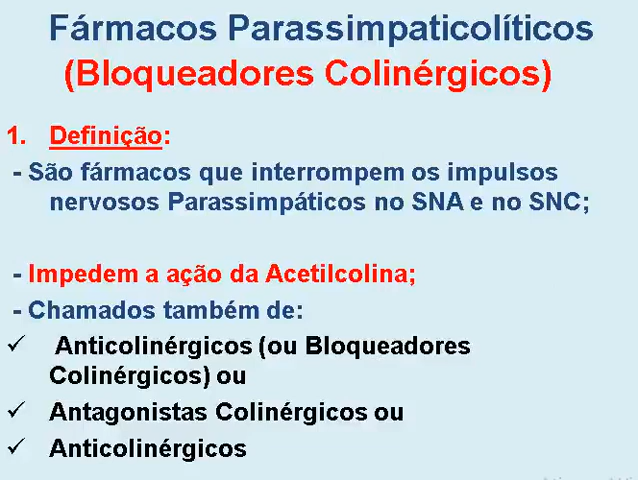 Fármacos Parassimpaticolíticos
(Bloqueadores Colinérgicos)
1. Definição:
- São fármacos que interrompem os impulsos
nervosos Parassimpáticos no SNA e no SNC;
- Impedem a ação da Acetilcolina;
- Chamados também de:
✓ Anticolinérgicos (ou Bloqueadores
Colinérgicos) ou
✓ Antagonistas Colinérgicos ou
✓ Anticolinérgicos